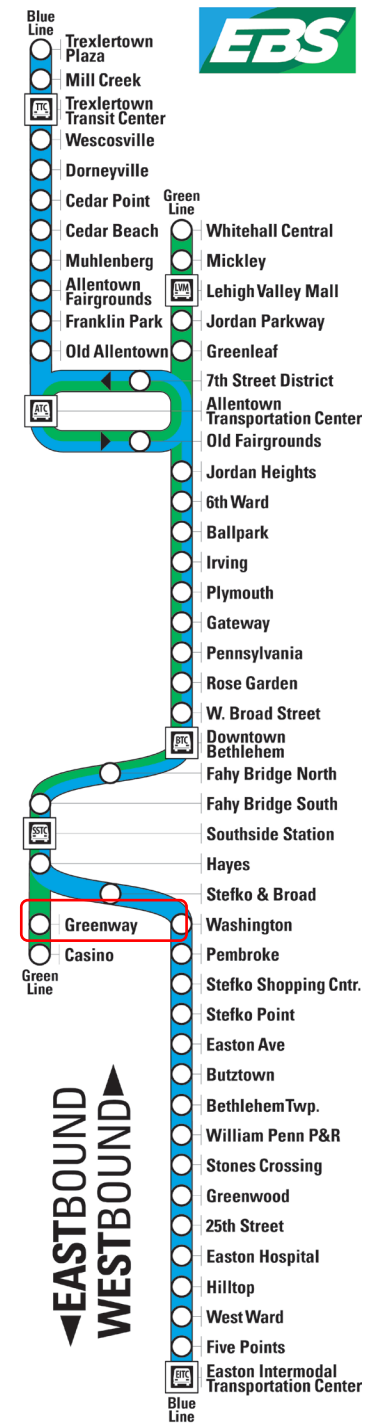 EBS
Blue
Line
Trexlertown
Plaza
Mill Creek
TTC
Trexlertown
Transit Center
Wescosville
Dorneyville
Cedar Point
Cedar Beach
Muhlenberg
Allentown
Fairgrounds
Franklin Park
Old Allentown
Green
Line
Whitehall Central
Mickley
LVM
Lehigh Valley Mall
Jordan Parkway
Greenleaf
7th Street District
ATC
Allentown
Transportation Center
Old Fairgrounds
Jordan Heights
6th Ward
Ballpark
Irving
Plymouth
Gateway
Pennsylvania
Rose Garden
W. Broad Street
BTC
Downtown
Bethlehem
Fahy Bridge North
Fahy Bridge South
SSTC
Southside Station
Hayes
Stefko & Broad
Greenway
Washington
Casino
Green
Line
Pembroke
Stefko Shopping Cntr.
Stefko Point
Easton Ave
Butztown
Bethlehem Twp.
William Penn P&R
Stones Crossing
Greenwood
25th Street
Easton Hospital
Hilltop
West Ward
Five Points
EITC
Easton Intermodal
Transportation Center
Blue
Line
EASTBOUND
WESTBOUND